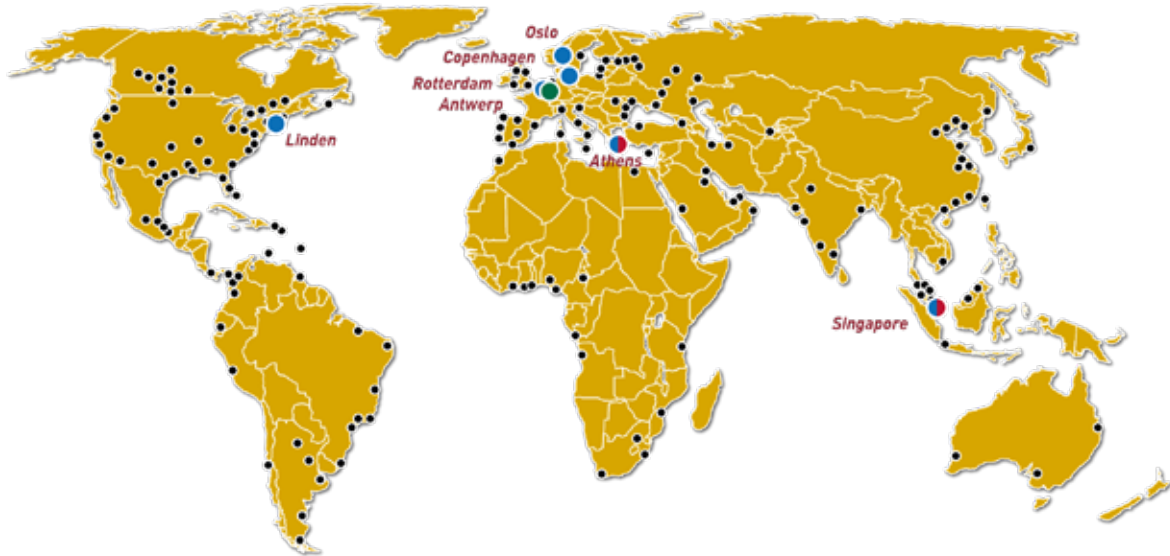 Oslo
Copenhagen
Rotterdam
Antwerp
Linden
Athens
Singapore